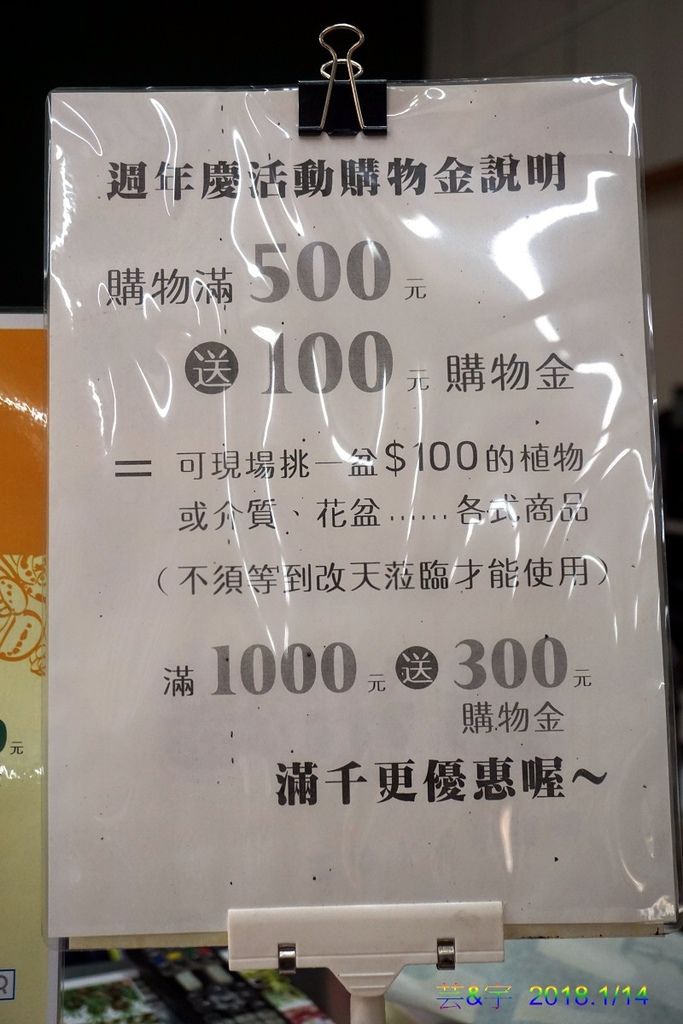 週年慶活動購物金說明
購物滿 500 元
送 100 元 購物金
= 可現場挑一盆$100的植物
或介質、花盆……各式商品
(不須等到改天蒞臨才能使用)
滿 1000 元 送 300 元
購物金
滿千更優惠喔~
元
芸&宇 2018.1/14